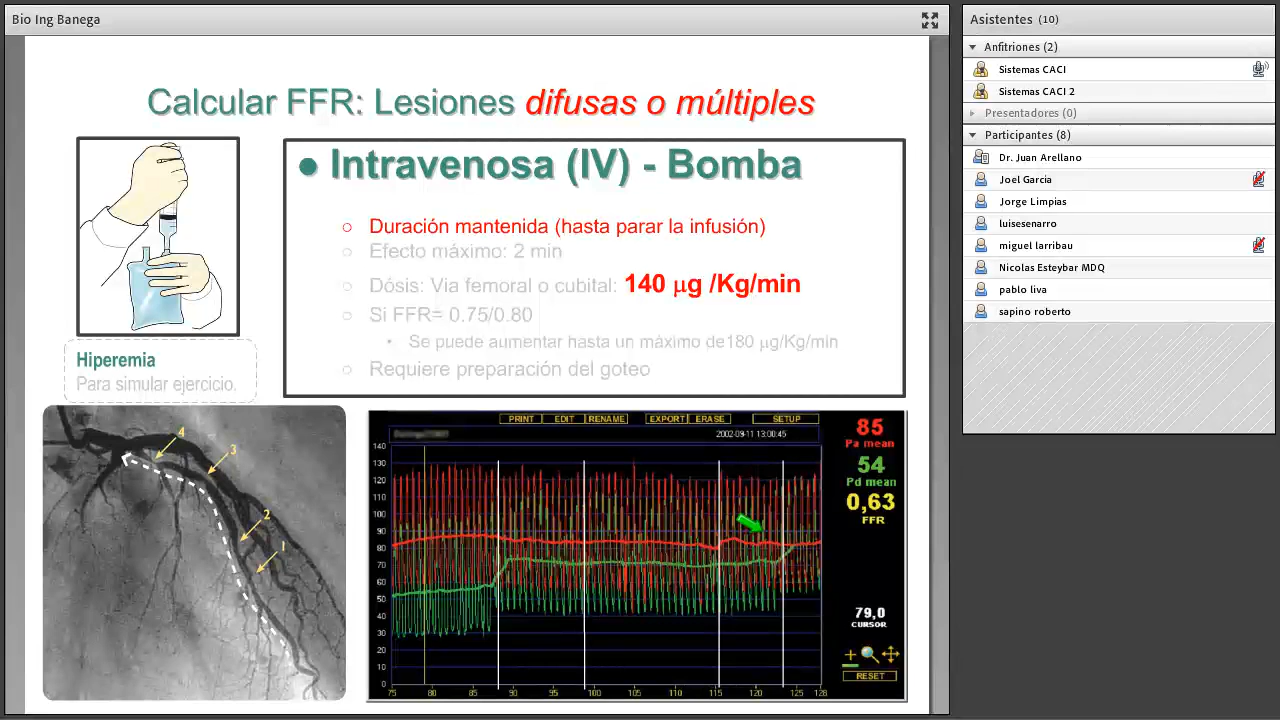 Bio Ing Banega
Calcular FFR: Lesiones difusas o múltiples
● Intravenosa (IV) - Bomba
○ Duración mantenida (hasta parar la infusión)
○ Efecto máximo: 2 min
○ Dósis: Via femoral o cubital: 140 µg /Kg/min
○ Si FFR= 0.75/0.80
• Se puede aumentar hasta un máximo de180 µg/Kg/min
○ Requiere preparación del goteo
Hiperemia
Para simular ejercicio.
4
3
2
1
PRINT EDIT RENAME EXPORT ERASE SETUP
2002-09-11 13:00:45
140
130
120
110
100
90
80
70
60
50
40
30
20
10
0
75 80 90 95 100 105 110 115 120 125 128
85
Pa mean
54
Pd mean
0,63
FFR
79,0
CURSOR
RESET
Asistentes (10)
Anfitriones (2)
Sistemas CACI
Sistemas CACI 2
Presentadores (0)
Participantes (8)
Dr. Juan Arellano
Joel Garcia
Jorge Limpias
luisesenarro
miguel larribau
Nicolas Esteybar MDQ
pablo liva
sapino roberto